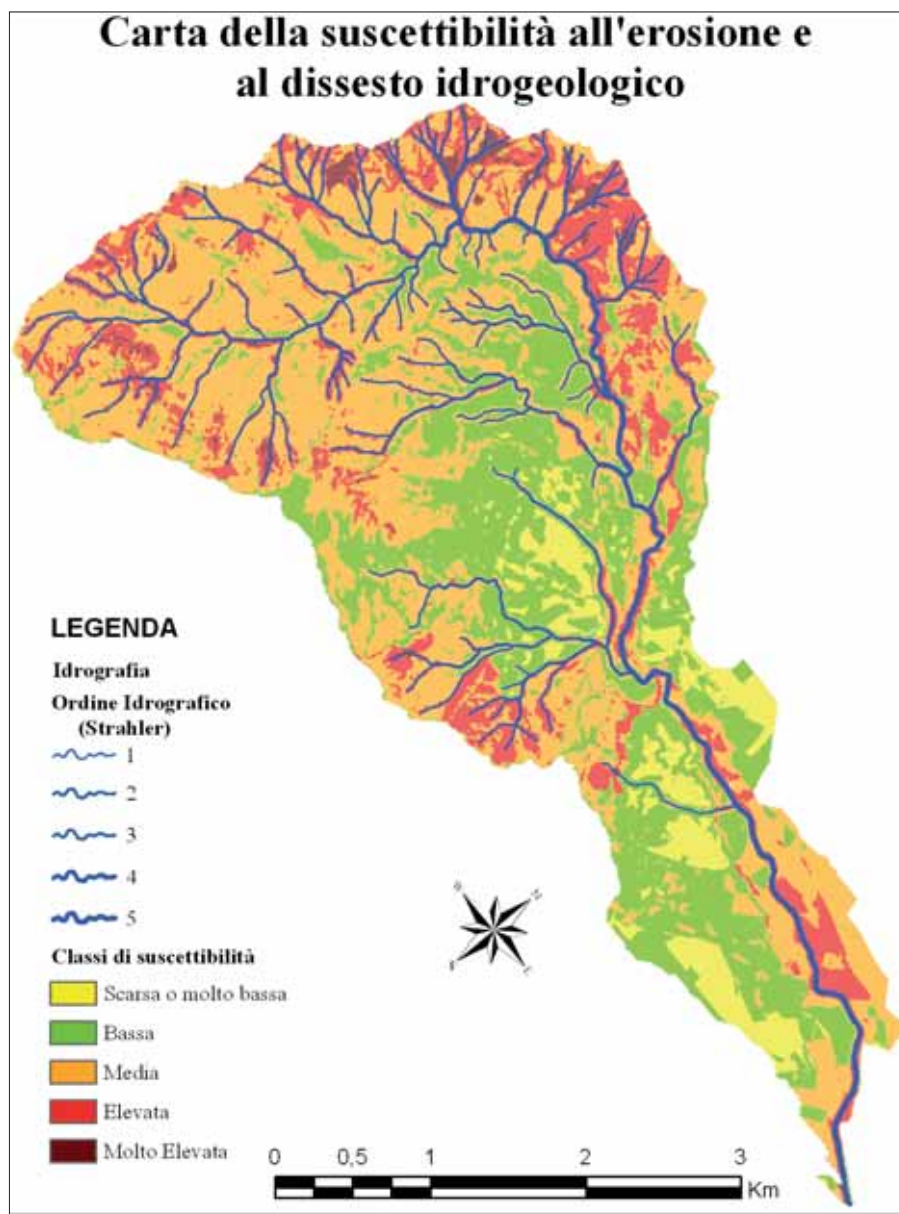 Carta della suscettibilità all'erosione e
al dissesto idrogeologico
LEGENDA
Idrografia
Ordine Idrografico
(Strahler)
1
2
3
4
5
Classi di suscettibilità
Scarsa o molto bassa
Bassa
Media
Elevata
Molto Elevata
0 0,5 1 2 3
Km